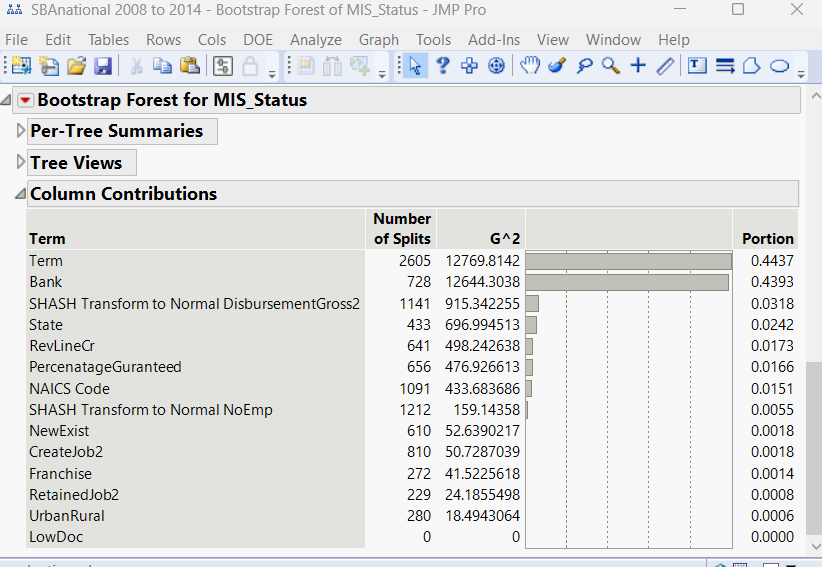 SBAnational 2008 to 2014 - Bootstrap Forest of MIS_Status - JMP Pro
File Edit Tables Rows Cols DOE Analyze Graph Tools Add-Ins View Window Help
Bootstrap Forest for MIS_Status
Per-Tree Summaries
Tree Views
Column Contributions
Number
Term of Splits G^2 Portion
Term 2605 12769.8142 0.4437
Bank 728 12644.3038 0.4393
SHASH Transform to Normal DisbursementGross2 1141 915.342255 0.0318
State 433 696.994513 0.0242
RevLineCr 641 498.242638 0.0173
PercenatageGuranteed 656 476.926613 0.0166
NAICS Code 1091 433.683686 0.0151
SHASH Transform to Normal NoEmp 1212 159.14358 0.0055
NewExist 610 52.6390217 0.0018
CreateJob2 810 50.7287039 0.0018
Franchise 272 41.5225618 0.0014
RetainedJob2 229 24.1855498 0.0008
UrbanRural 280 18.4943064 0.0006
LowDoc 0 0 0.0000